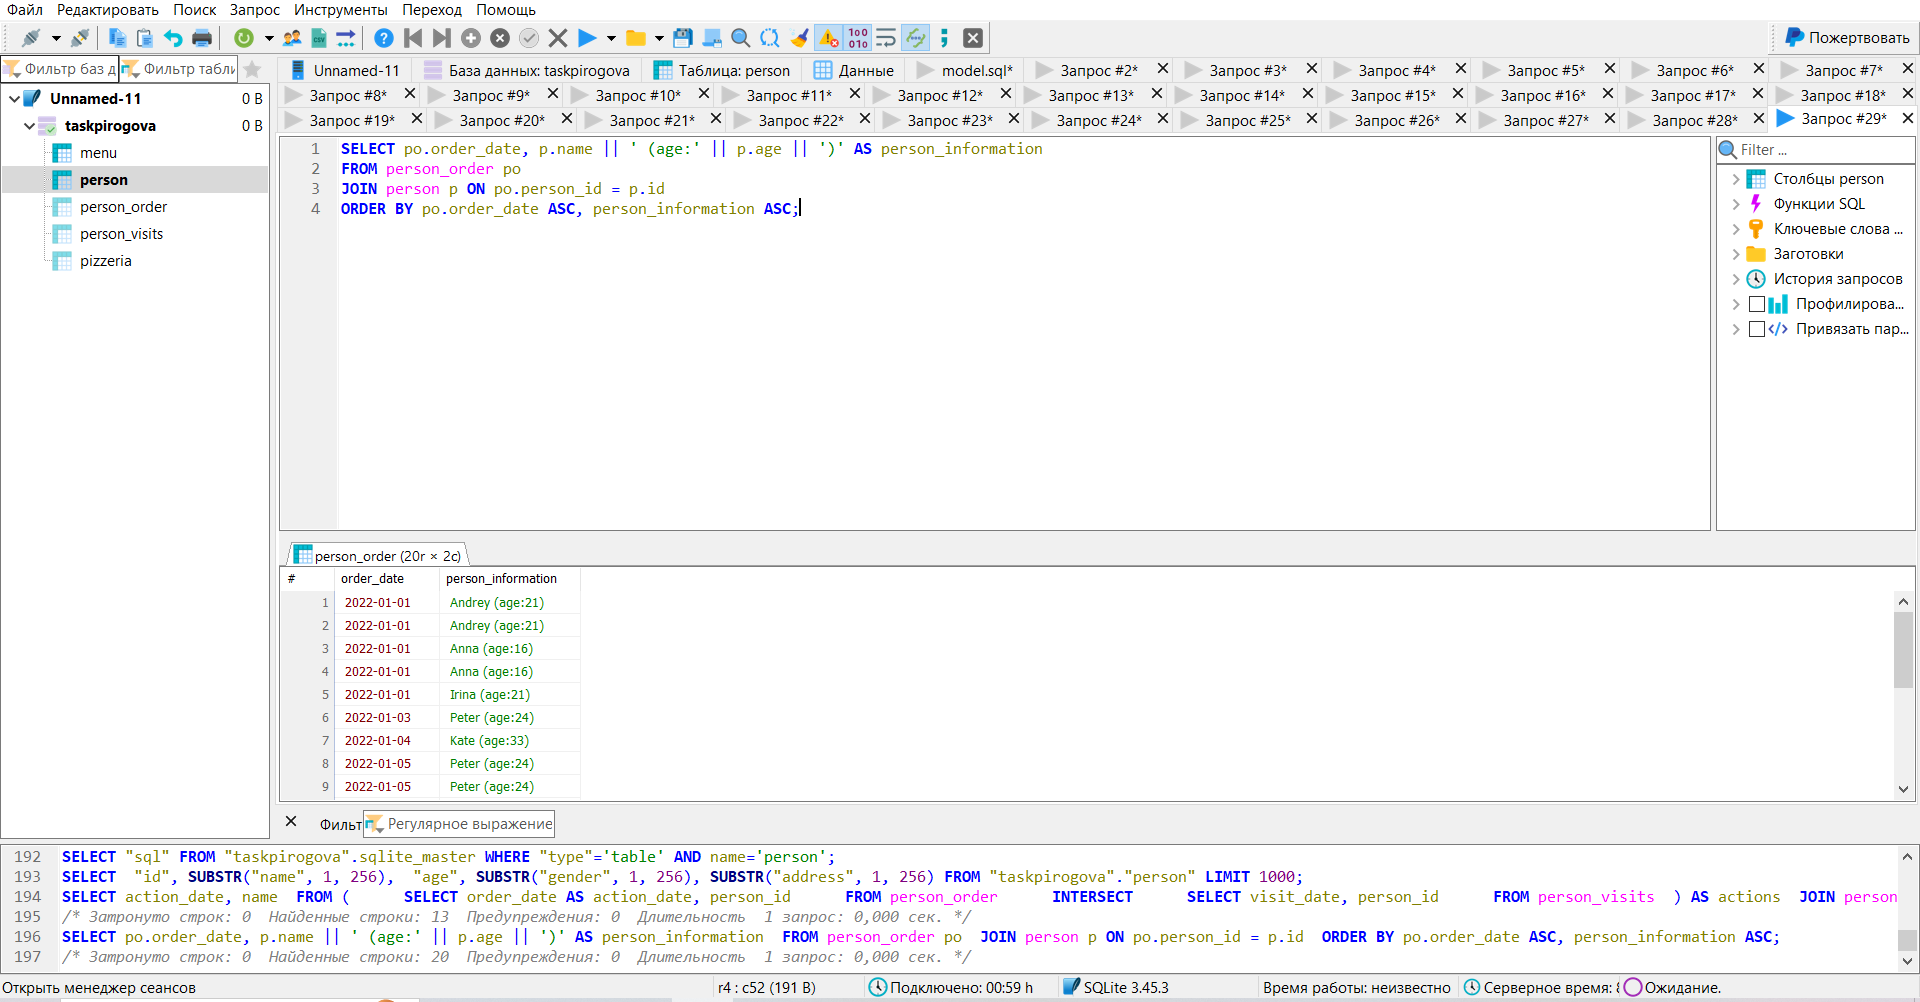 Файл Редактировать Поиск Запрос Инструменты Переход Помощь
Пожертвовать
Фильтр баз д Фильтр табли
Unnamed-11 База данных: taskpirogova Таблица: person Данные model.sql* Запрос #2* Запрос #3* Запрос #4* Запрос #5* Запрос #6* Запрос #7*
Запрос #8* Запрос #9* Запрос #10* Запрос #11* Запрос #12* Запрос #13* Запрос #14* Запрос #15* Запрос #16* Запрос #17* Запрос #18*
Запрос #19* Запрос #20* Запрос #21* Запрос #22* Запрос #23* Запрос #24* Запрос #25* Запрос #26* Запрос #27* Запрос #28* Запрос #29*
Unnamed-11 0 B
taskpirogova 0 B
menu
person
person_order
person_visits
pizzeria
1 SELECT po.order_date, p.name || ' (age:' || p.age || ')' AS person_information
2 FROM person_order po
3 JOIN person p ON po.person_id = p.id
4 ORDER BY po.order_date ASC, person_information ASC;
Filter ...
Столбцы person
Функции SQL
Ключевые слова ...
Заготовки
История запросов
Профилирова...
Привязать пар...
person_order (20r × 2c)
# order_date person_information
1 2022-01-01 Andrey (age:21)
2 2022-01-01 Andrey (age:21)
3 2022-01-01 Anna (age:16)
4 2022-01-01 Anna (age:16)
5 2022-01-01 Irina (age:21)
6 2022-01-03 Peter (age:24)
7 2022-01-04 Kate (age:33)
8 2022-01-05 Peter (age:24)
9 2022-01-05 Peter (age:24)
Фильт Регулярное выражение
192 SELECT "sql" FROM "taskpirogova".sqlite_master WHERE "type"='table' AND name='person';
193 SELECT "id", SUBSTR("name", 1, 256), "age", SUBSTR("gender", 1, 256), SUBSTR("address", 1, 256) FROM "taskpirogova"."person" LIMIT 1000;
194 SELECT action_date, name FROM ( SELECT order_date AS action_date, person_id FROM person_order INTERSECT SELECT visit_date, person_id FROM person_visits ) AS actions JOIN person
195 /* Затронуто строк: 0 Найденные строки: 13 Предупреждения: 0 Длительность 1 запрос: 0,000 сек. */
196 SELECT po.order_date, p.name || ' (age:' || p.age || ')' AS person_information FROM person_order po JOIN person p ON po.person_id = p.id ORDER BY po.order_date ASC, person_information ASC;
197 /* Затронуто строк: 0 Найденные строки: 20 Предупреждения: 0 Длительность 1 запрос: 0,000 сек. */
Открыть менеджер сеансов r4 : c52 (191 B) Подключено: 00:59 h SQLite 3.45.3 Время работы: неизвестно Серверное время: Ожидание.